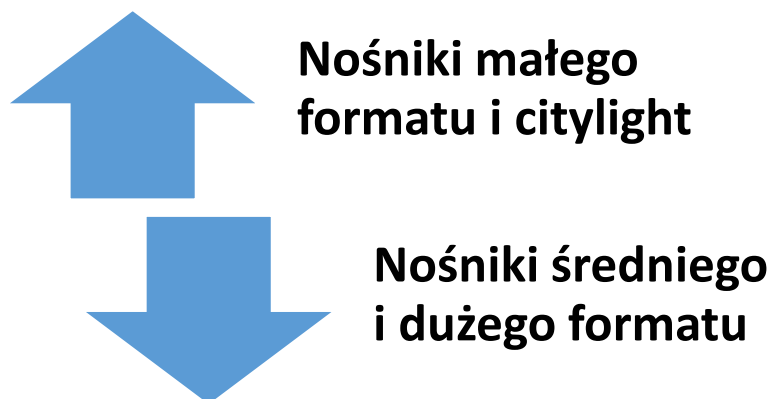 Nośniki małego
formatu i citylight
Nośniki średniego
i dużego formatu